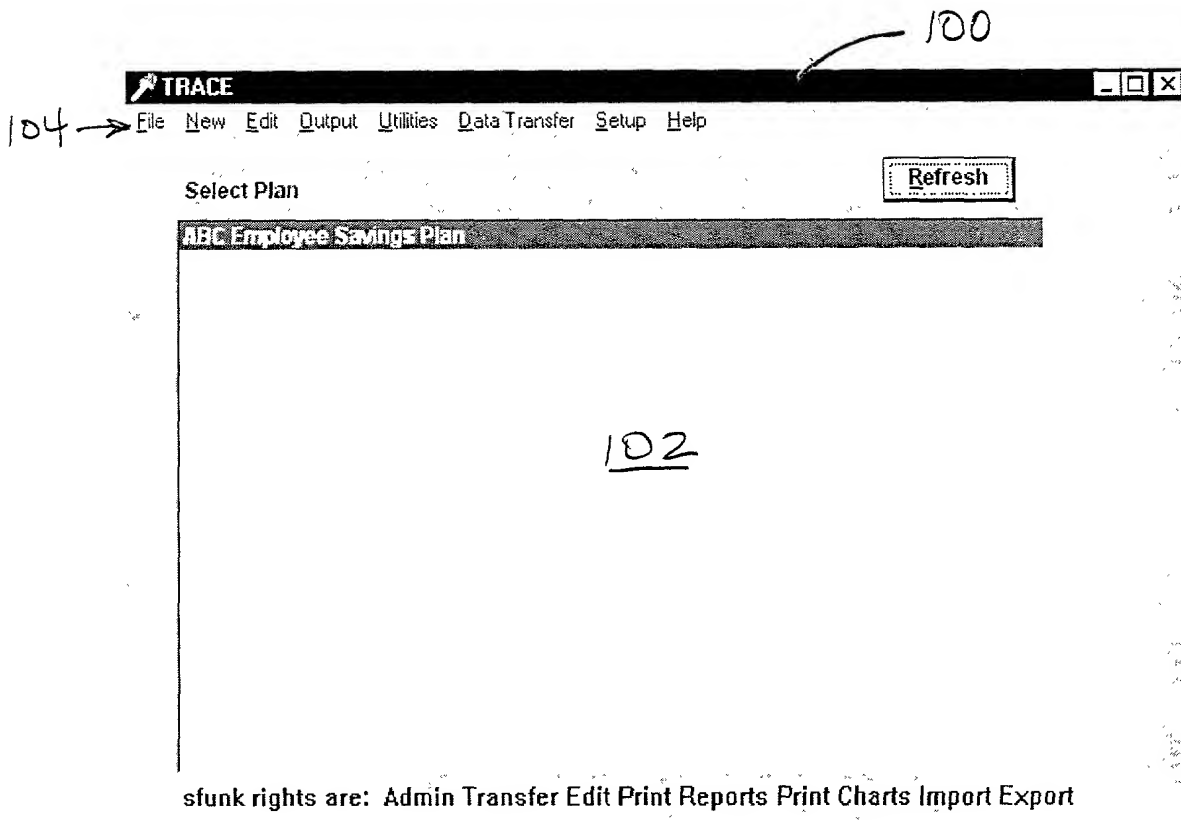 100
TRACE
104
File New Edit Output Utilities Data Transfer Setup Help
Select Plan
Refresh
ABC Employee Savings Plan
102
sfunk rights are: Admin Transfer Edit Print Reports Print Charts Import Export